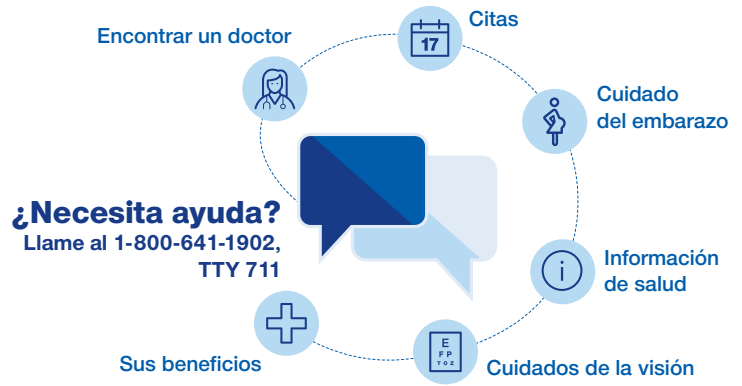 Encontrar un doctor
Citas
17
Cuidado
del embarazo
¿Necesita ayuda?
Llame al 1-800-641-1902,
TTY 711
Información
de salud
i
Sus beneficios
E
F P
T O Z
Cuidados de la visión